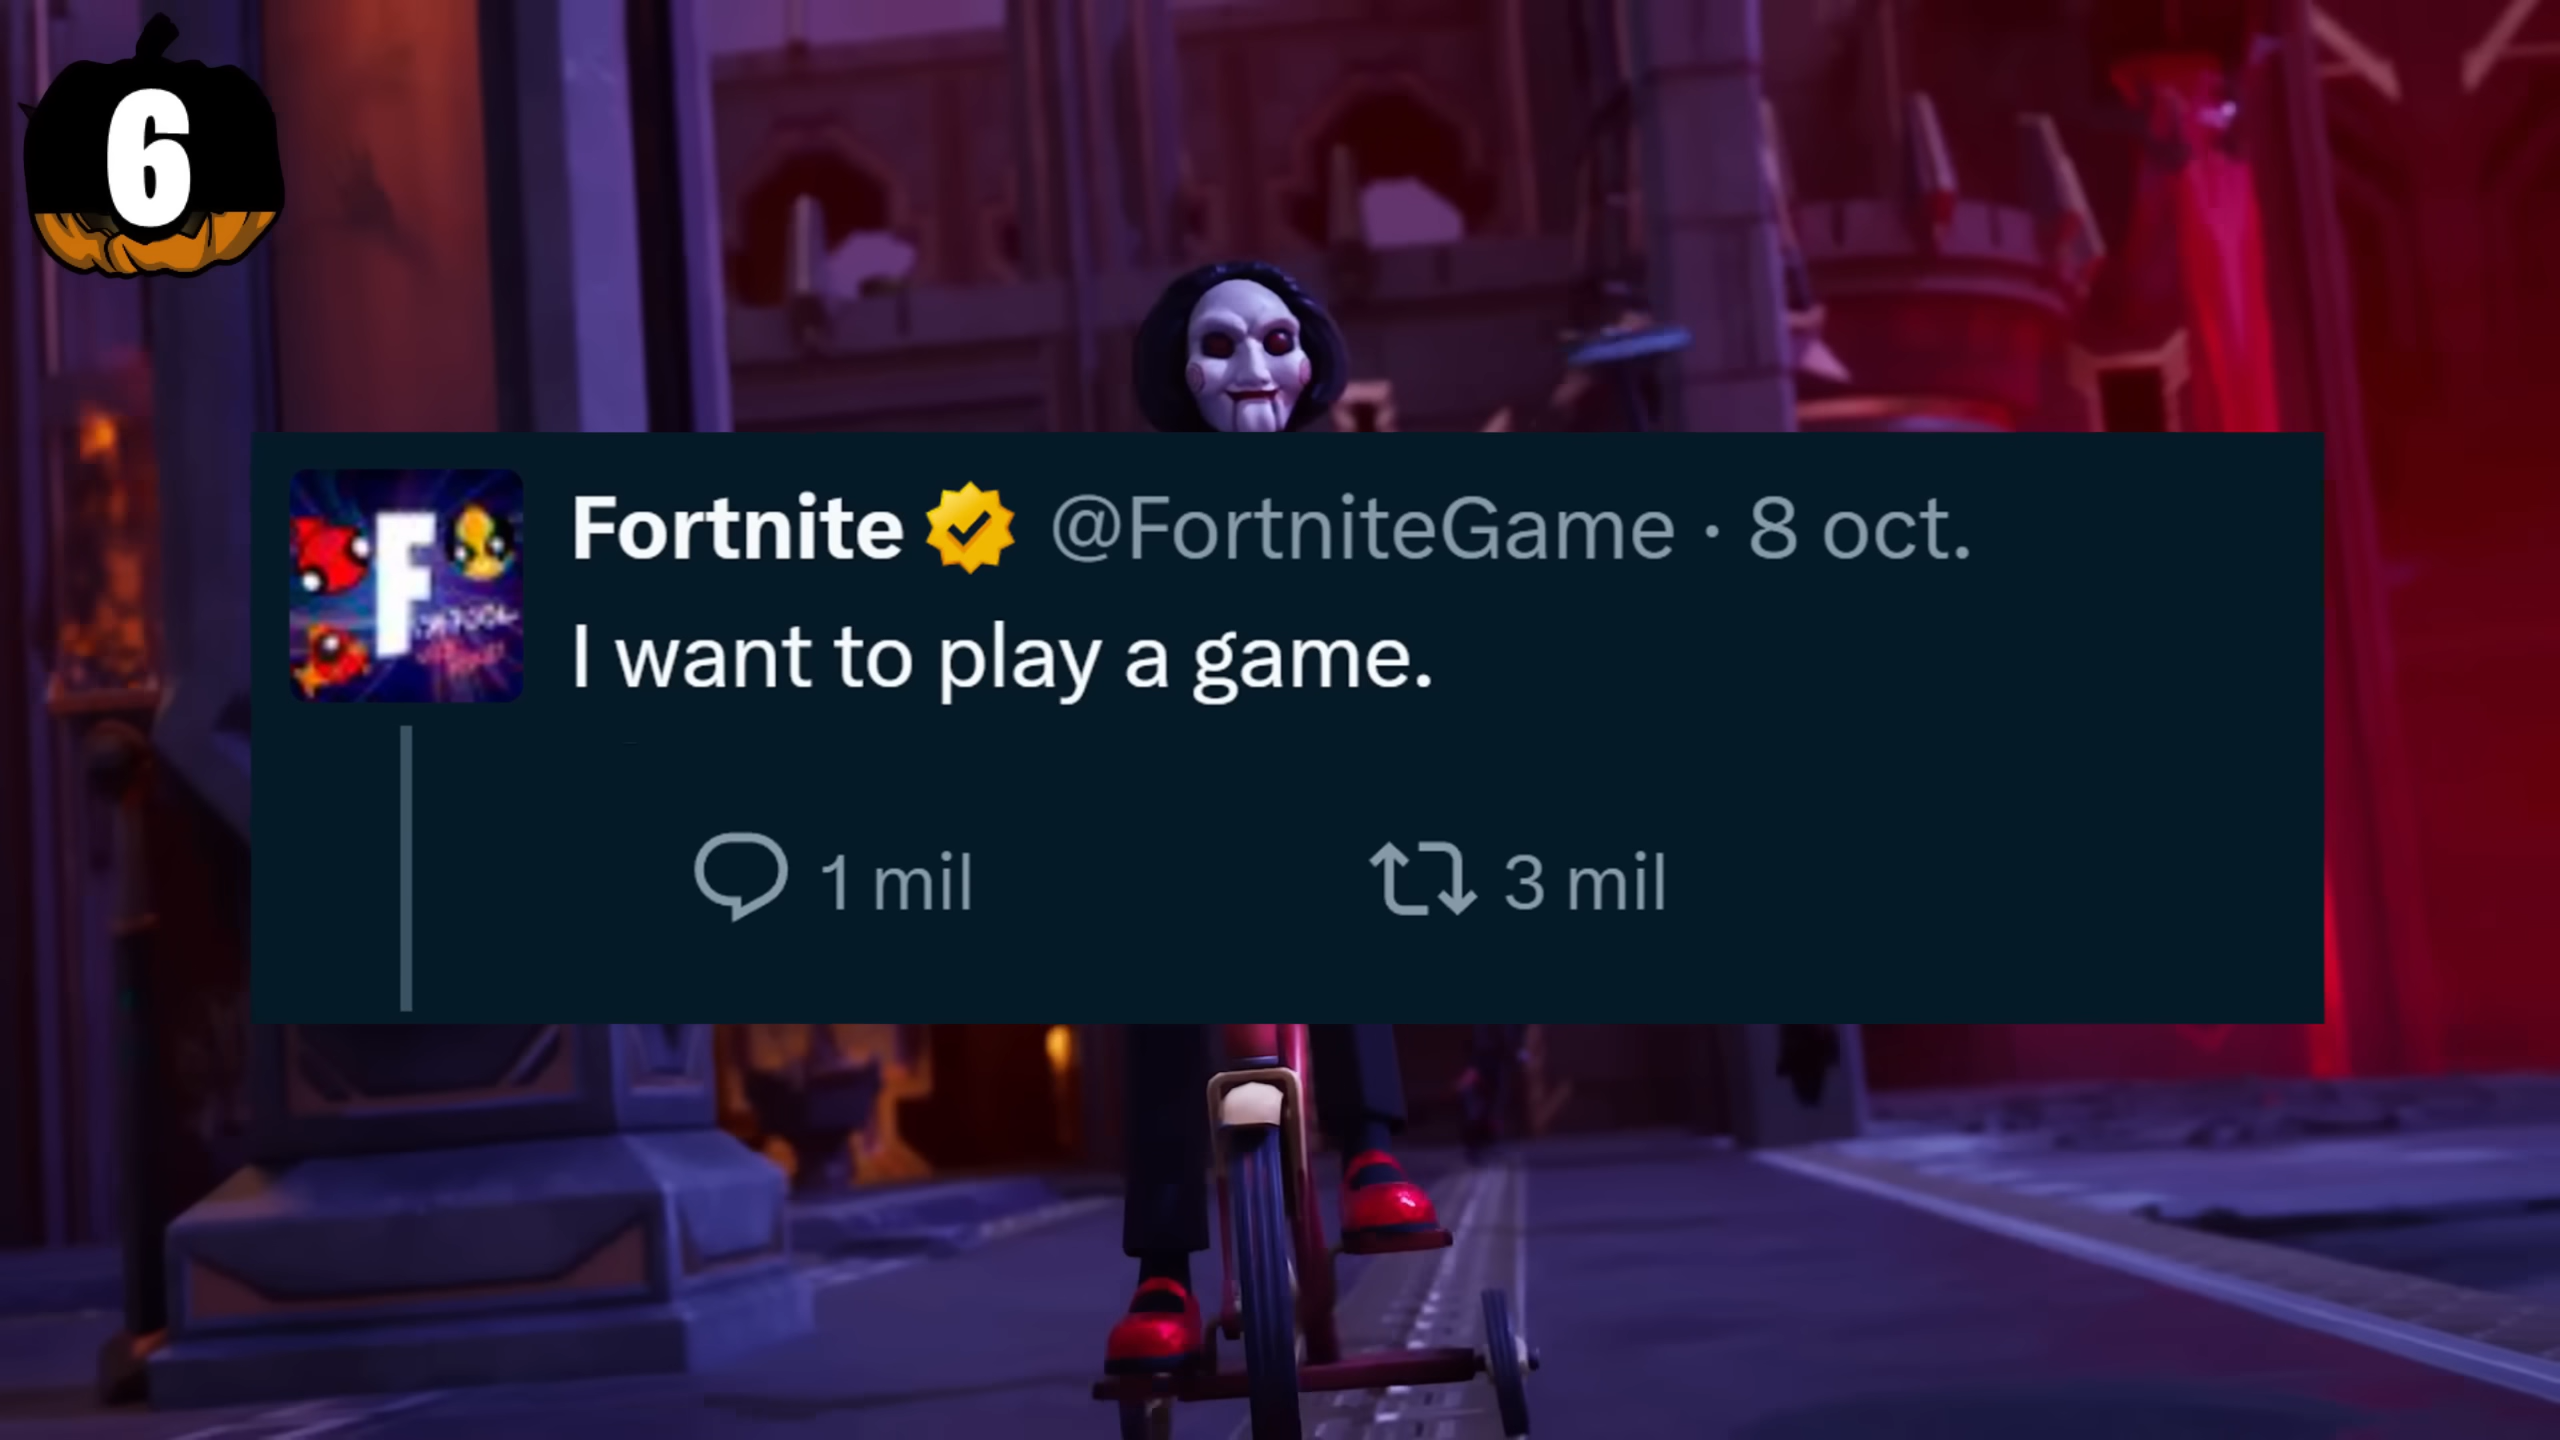 6
Fortnite @FortniteGame · 8 oct.
I want to play a game.
1 mil 3 mil
F